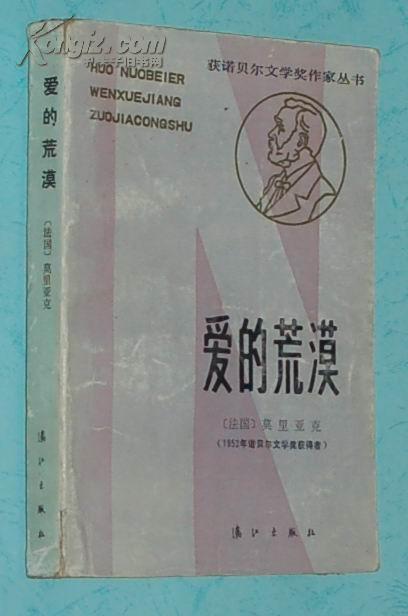 HUO NUOBEIER
WENXUEJIANG
ZUOJIACONGSHU
获诺贝尔文学奖作家丛书
爱的荒漠
〔法国〕莫里亚克
(1952年诺贝尔文学奖获得者)
漓江出版社
爱的荒漠
〔法国〕莫里亚克
漓江出版社